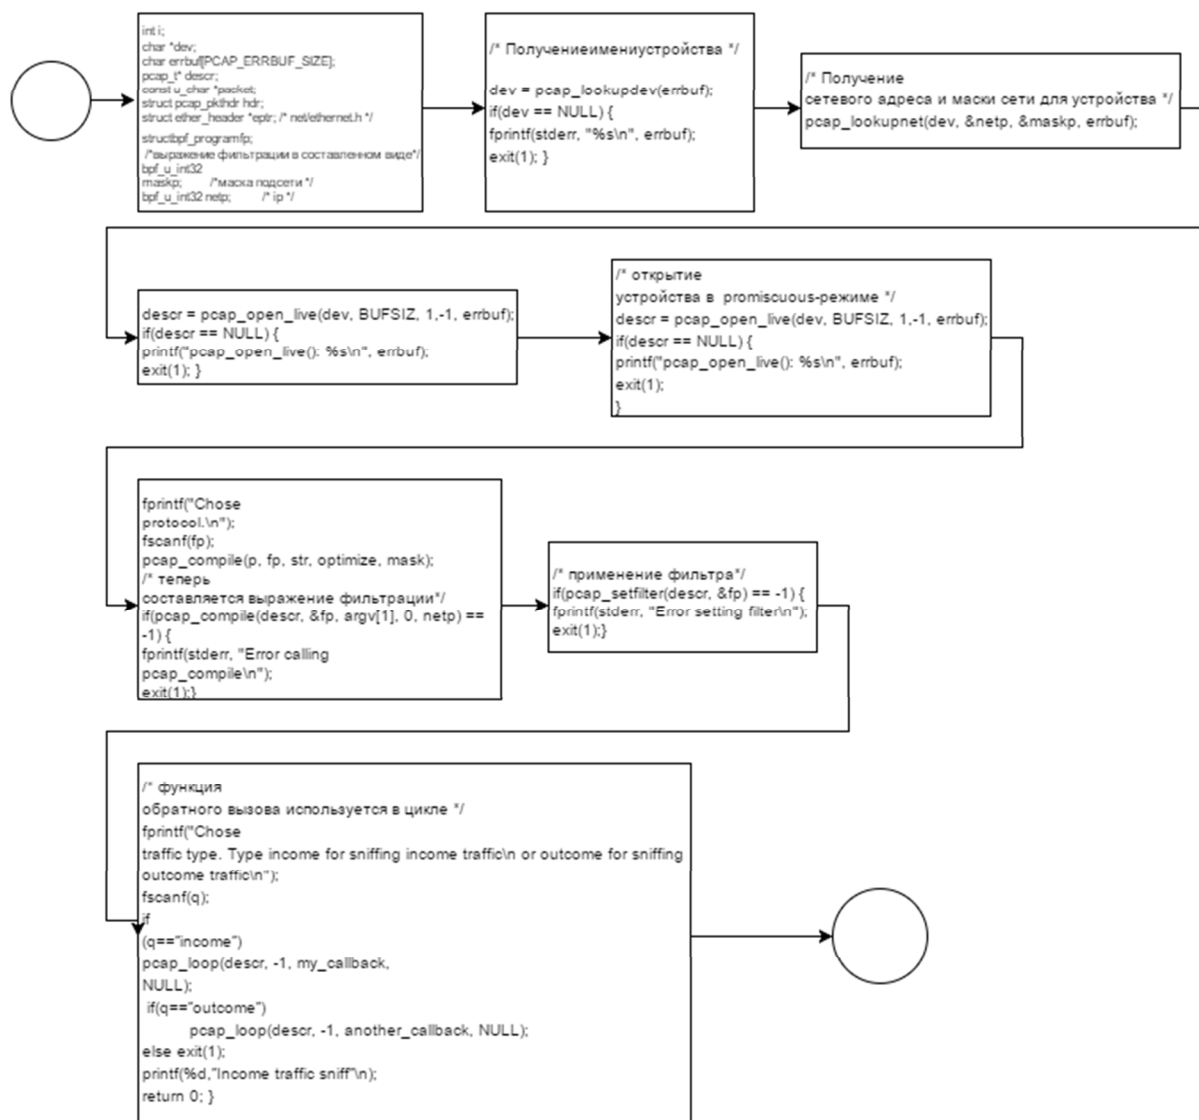 int i;
char *dev;
char errbuf[PCAP_ERRBUF_SIZE];
pcap_t* descr;
const u_char *packet;
struct pcap_pkthdr hdr;
struct ether_header *eptr; /* net/ethernet.h */
structbpf_programfp;
/*выражение фильтрации в составленном виде*/
bpf_u_int32
maskp; /*маска подсети */
bpf_u_int32 netp; /* ip */
/* Получениеимениустройства */
dev = pcap_lookupdev(errbuf);
if(dev == NULL) {
fprintf(stderr, "%s\n", errbuf);
exit(1); }
/* Получение
сетевого адреса и маски сети для устройства */
pcap_lookupnet(dev, &netp, &maskp, errbuf);
descr = pcap_open_live(dev, BUFSIZ, 1,-1, errbuf);
if(descr == NULL) {
printf("pcap_open_live(): %s\n", errbuf);
exit(1); }
/* открытие
устройства в promiscuous-режиме */
descr = pcap_open_live(dev, BUFSIZ, 1,-1, errbuf);
if(descr == NULL) {
printf("pcap_open_live(): %s\n", errbuf);
exit(1);
}
fprintf("Chose
protocol.\n");
fscanf(fp);
pcap_compile(p, fp, str, optimize, mask);
/* теперь
составляется выражение фильтрации*/
if(pcap_compile(descr, &fp, argv[1], 0, netp) ==
-1) {
fprintf(stderr, "Error calling
pcap_compile\n");
exit(1);}
/* применение фильтра*/
if(pcap_setfilter(descr, &fp) == -1) {
fprintf(stderr, "Error setting filter\n");
exit(1);}
/* функция
обратного вызова используется в цикле */
fprintf("Chose
traffic type. Type income for sniffing income traffic\n or outcome for sniffing
outcome traffic\n");
fscanf(q);
if
(q=="income")
pcap_loop(descr, -1, my_callback,
NULL);
if(q=="outcome")
pcap_loop(descr, -1, another_callback, NULL);
else exit(1);
printf(%d,"Income traffic sniff"\n);
return 0; }